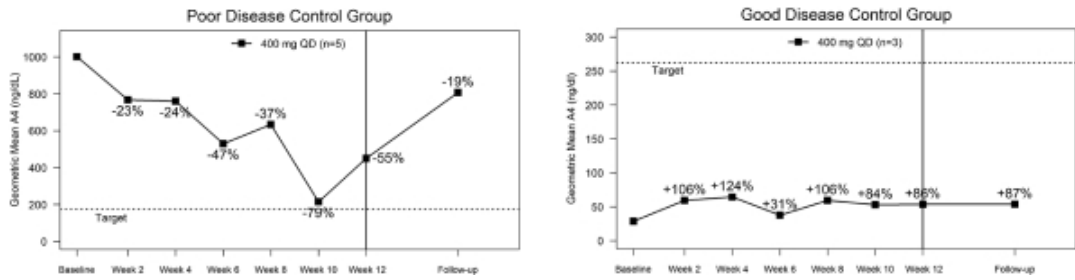 Poor Disease Control Group
400 mg QD (n=5)
Geometric Mean A4 (ng/dL)
1000
800
600
400
200
0
-23%
-24%
-47%
-37%
-79%
-55%
-19%
Target
Baseline Week 2 Week 4 Week 6 Week 8 Week 10 Week 12 Follow-up
Good Disease Control Group
400 mg QD (n=3)
Geometric Mean A4 (ng/dl)
300
250
200
150
100
50
0
Target
+106%
+124%
+31%
+106%
+84%
+86%
+87%
Baseline Week 2 Week 4 Week 6 Week 8 Week 10 Week 12 Follow-up